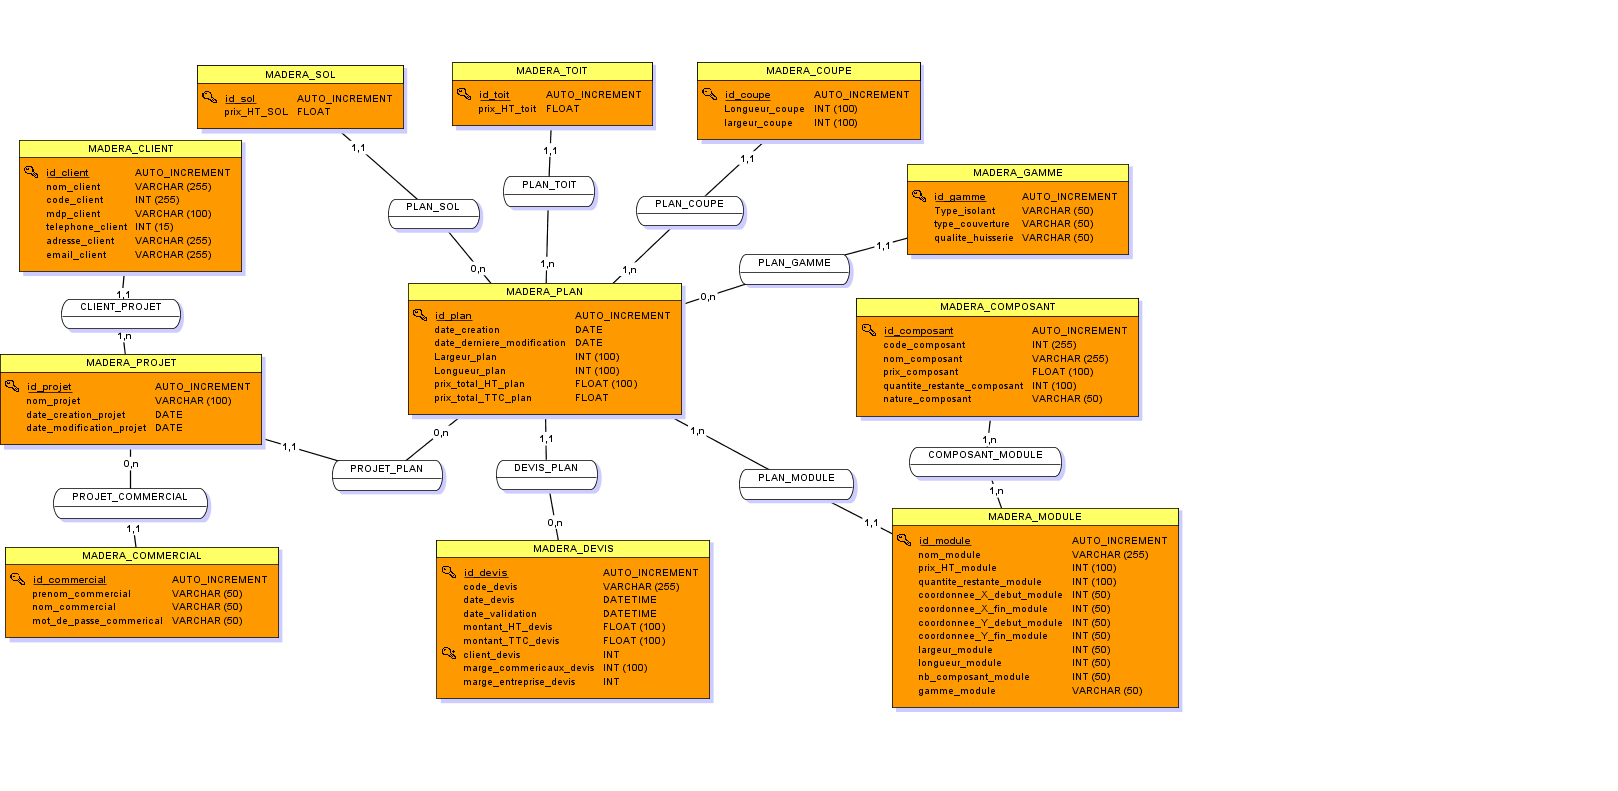 MADERA_SOL
id_sol AUTO_INCREMENT
prix_HT_SOL FLOAT
MADERA_TOIT
id_toit AUTO_INCREMENT
prix_HT_toit FLOAT
MADERA_COUPE
id_coupe AUTO_INCREMENT
Longueur_coupe INT (100)
largeur_coupe INT (100)
MADERA_CLIENT
id_client AUTO_INCREMENT
nom_client VARCHAR (255)
code_client INT (255)
mdp_client VARCHAR (100)
telephone_client INT (15)
adresse_client VARCHAR (255)
email_client VARCHAR (255)
1,1
PLAN_SOL
0,n
1,1
PLAN_TOIT
1,n
1,1
PLAN_COUPE
1,n
MADERA_GAMME
id_gamme AUTO_INCREMENT
Type_isolant VARCHAR (50)
type_couverture VARCHAR (50)
qualite_huisserie VARCHAR (50)
1,1
PLAN_GAMME
0,n
1,1
CLIENT_PROJET
1,n
MADERA_PLAN
id_plan AUTO_INCREMENT
date_creation DATE
date_derniere_modification DATE
Largeur_plan INT (100)
Longueur_plan INT (100)
prix_total_HT_plan FLOAT (100)
prix_total_TTC_plan FLOAT
MADERA_COMPOSANT
id_composant AUTO_INCREMENT
code_composant INT (255)
nom_composant VARCHAR (255)
prix_composant FLOAT (100)
quantite_restante_composant INT (100)
nature_composant VARCHAR (50)
MADERA_PROJET
id_projet AUTO_INCREMENT
nom_projet VARCHAR (100)
date_creation_projet DATE
date_modification_projet DATE
1,1
PROJET_PLAN
0,n
1,1
DEVIS_PLAN
0,n
1,n
PLAN_MODULE
1,1
1,n
COMPOSANT_MODULE
1,n
0,n
PROJET_COMMERCIAL
1,1
MADERA_COMMERCIAL
id_commercial AUTO_INCREMENT
prenom_commercial VARCHAR (50)
nom_commercial VARCHAR (50)
mot_de_passe_commerical VARCHAR (50)
MADERA_DEVIS
id_devis AUTO_INCREMENT
code_devis VARCHAR (255)
date_devis DATETIME
date_validation DATETIME
montant_HT_devis FLOAT (100)
montant_TTC_devis FLOAT (100)
client_devis INT
marge_commericaux_devis INT (100)
marge_entreprise_devis INT
MADERA_MODULE
id_module AUTO_INCREMENT
nom_module VARCHAR (255)
prix_HT_module INT (100)
quantite_restante_module INT (100)
coordonnee_X_debut_module INT (50)
coordonnee_X_fin_module INT (50)
coordonnee_Y_debut_module INT (50)
coordonnee_Y_fin_module INT (50)
largeur_module INT (50)
longueur_module INT (50)
nb_composant_module INT (50)
gamme_module VARCHAR (50)